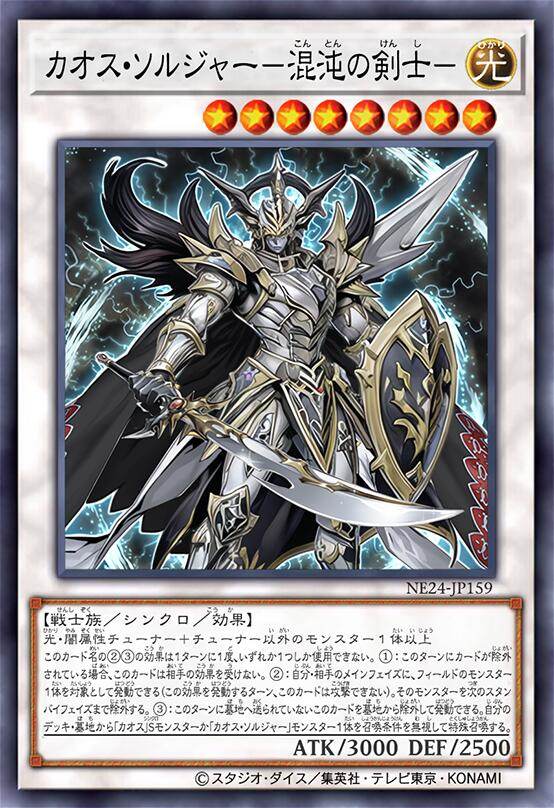 カオス・ソルジャー－混沌の剣士－
光
NE24-JP159
【戦士族／シンクロ／効果】
光・闇属性チューナー＋チューナー以外のモンスター１体以上
このカード名の②③の効果は１ターンに１度、いずれか１つしか使用できない。①：このターンにカードが除外
されている場合、このカードは相手の効果を受けない。②：自分・相手のメインフェイズに、フィールドのモンスター
１体を対象として発動できる（この効果を発動するターン、このカードは攻撃できない）。そのモンスターを次のスタン
バイフェイズまで除外する。③：このターンに墓地へ送られていないこのカードを墓地から除外して発動できる。自分の
デッキ・墓地から「カオス」Sモンスターか「カオス・ソルジャー」モンスター１体を召喚条件を無視して特殊召喚する。
ATK/3000 DEF/2500
©スタジオ・ダイス／集英社・テレビ東京・KONAMI